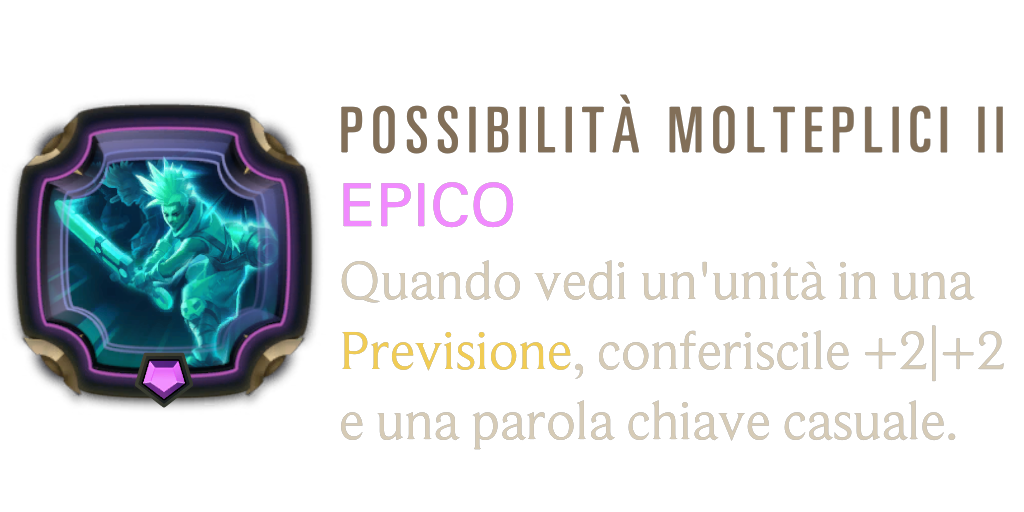 POSSIBILITÀ MOLTEPLICI II
EPICO
Quando vedi un'unità in una
Previsione, conferiscile +2|+2
e una parola chiave casuale.